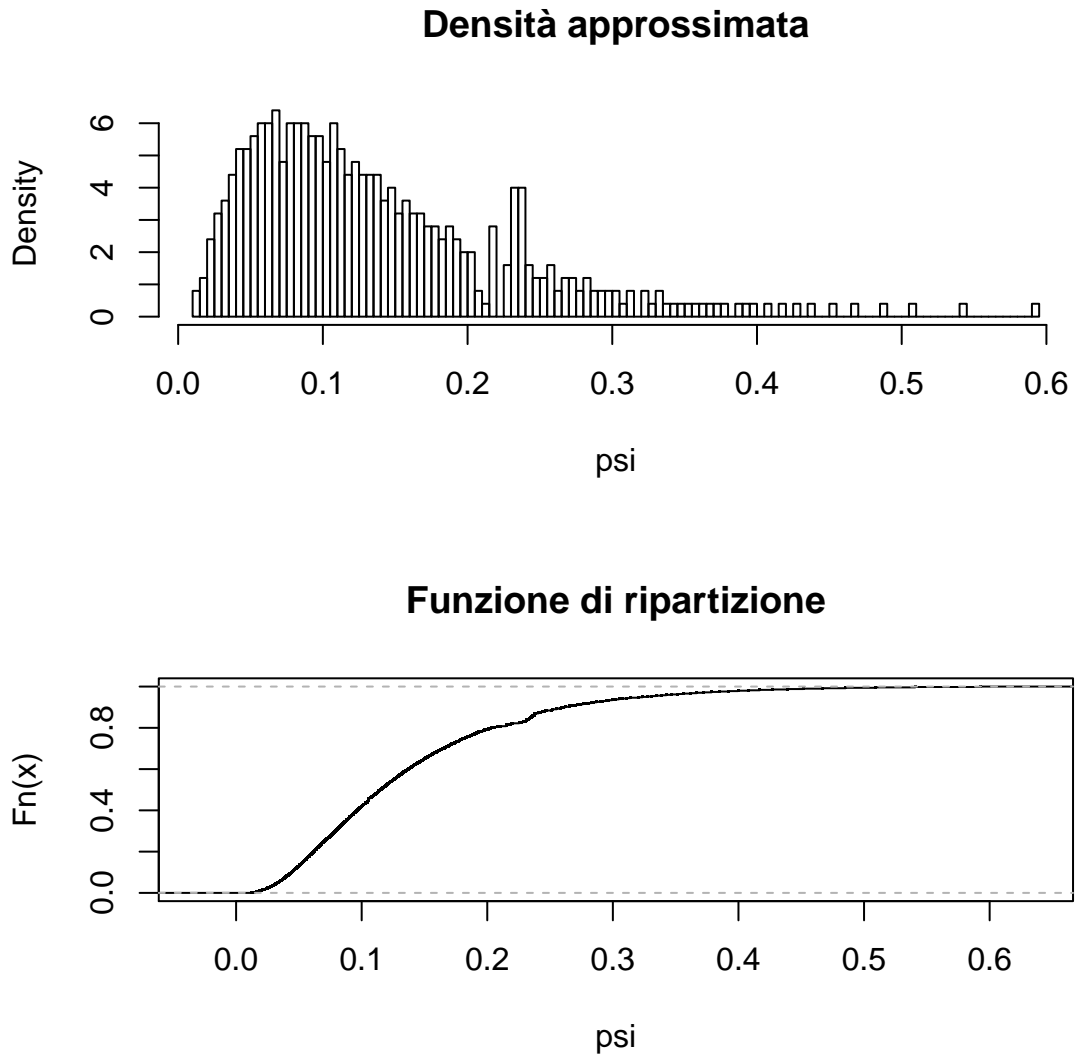 Densità approssimata
Density
0 2 4 6
0.0 0.1 0.2 0.3 0.4 0.5 0.6
psi
Funzione di ripartizione
Fn(x)
0.0 0.4 0.8
0.0 0.1 0.2 0.3 0.4 0.5 0.6
psi